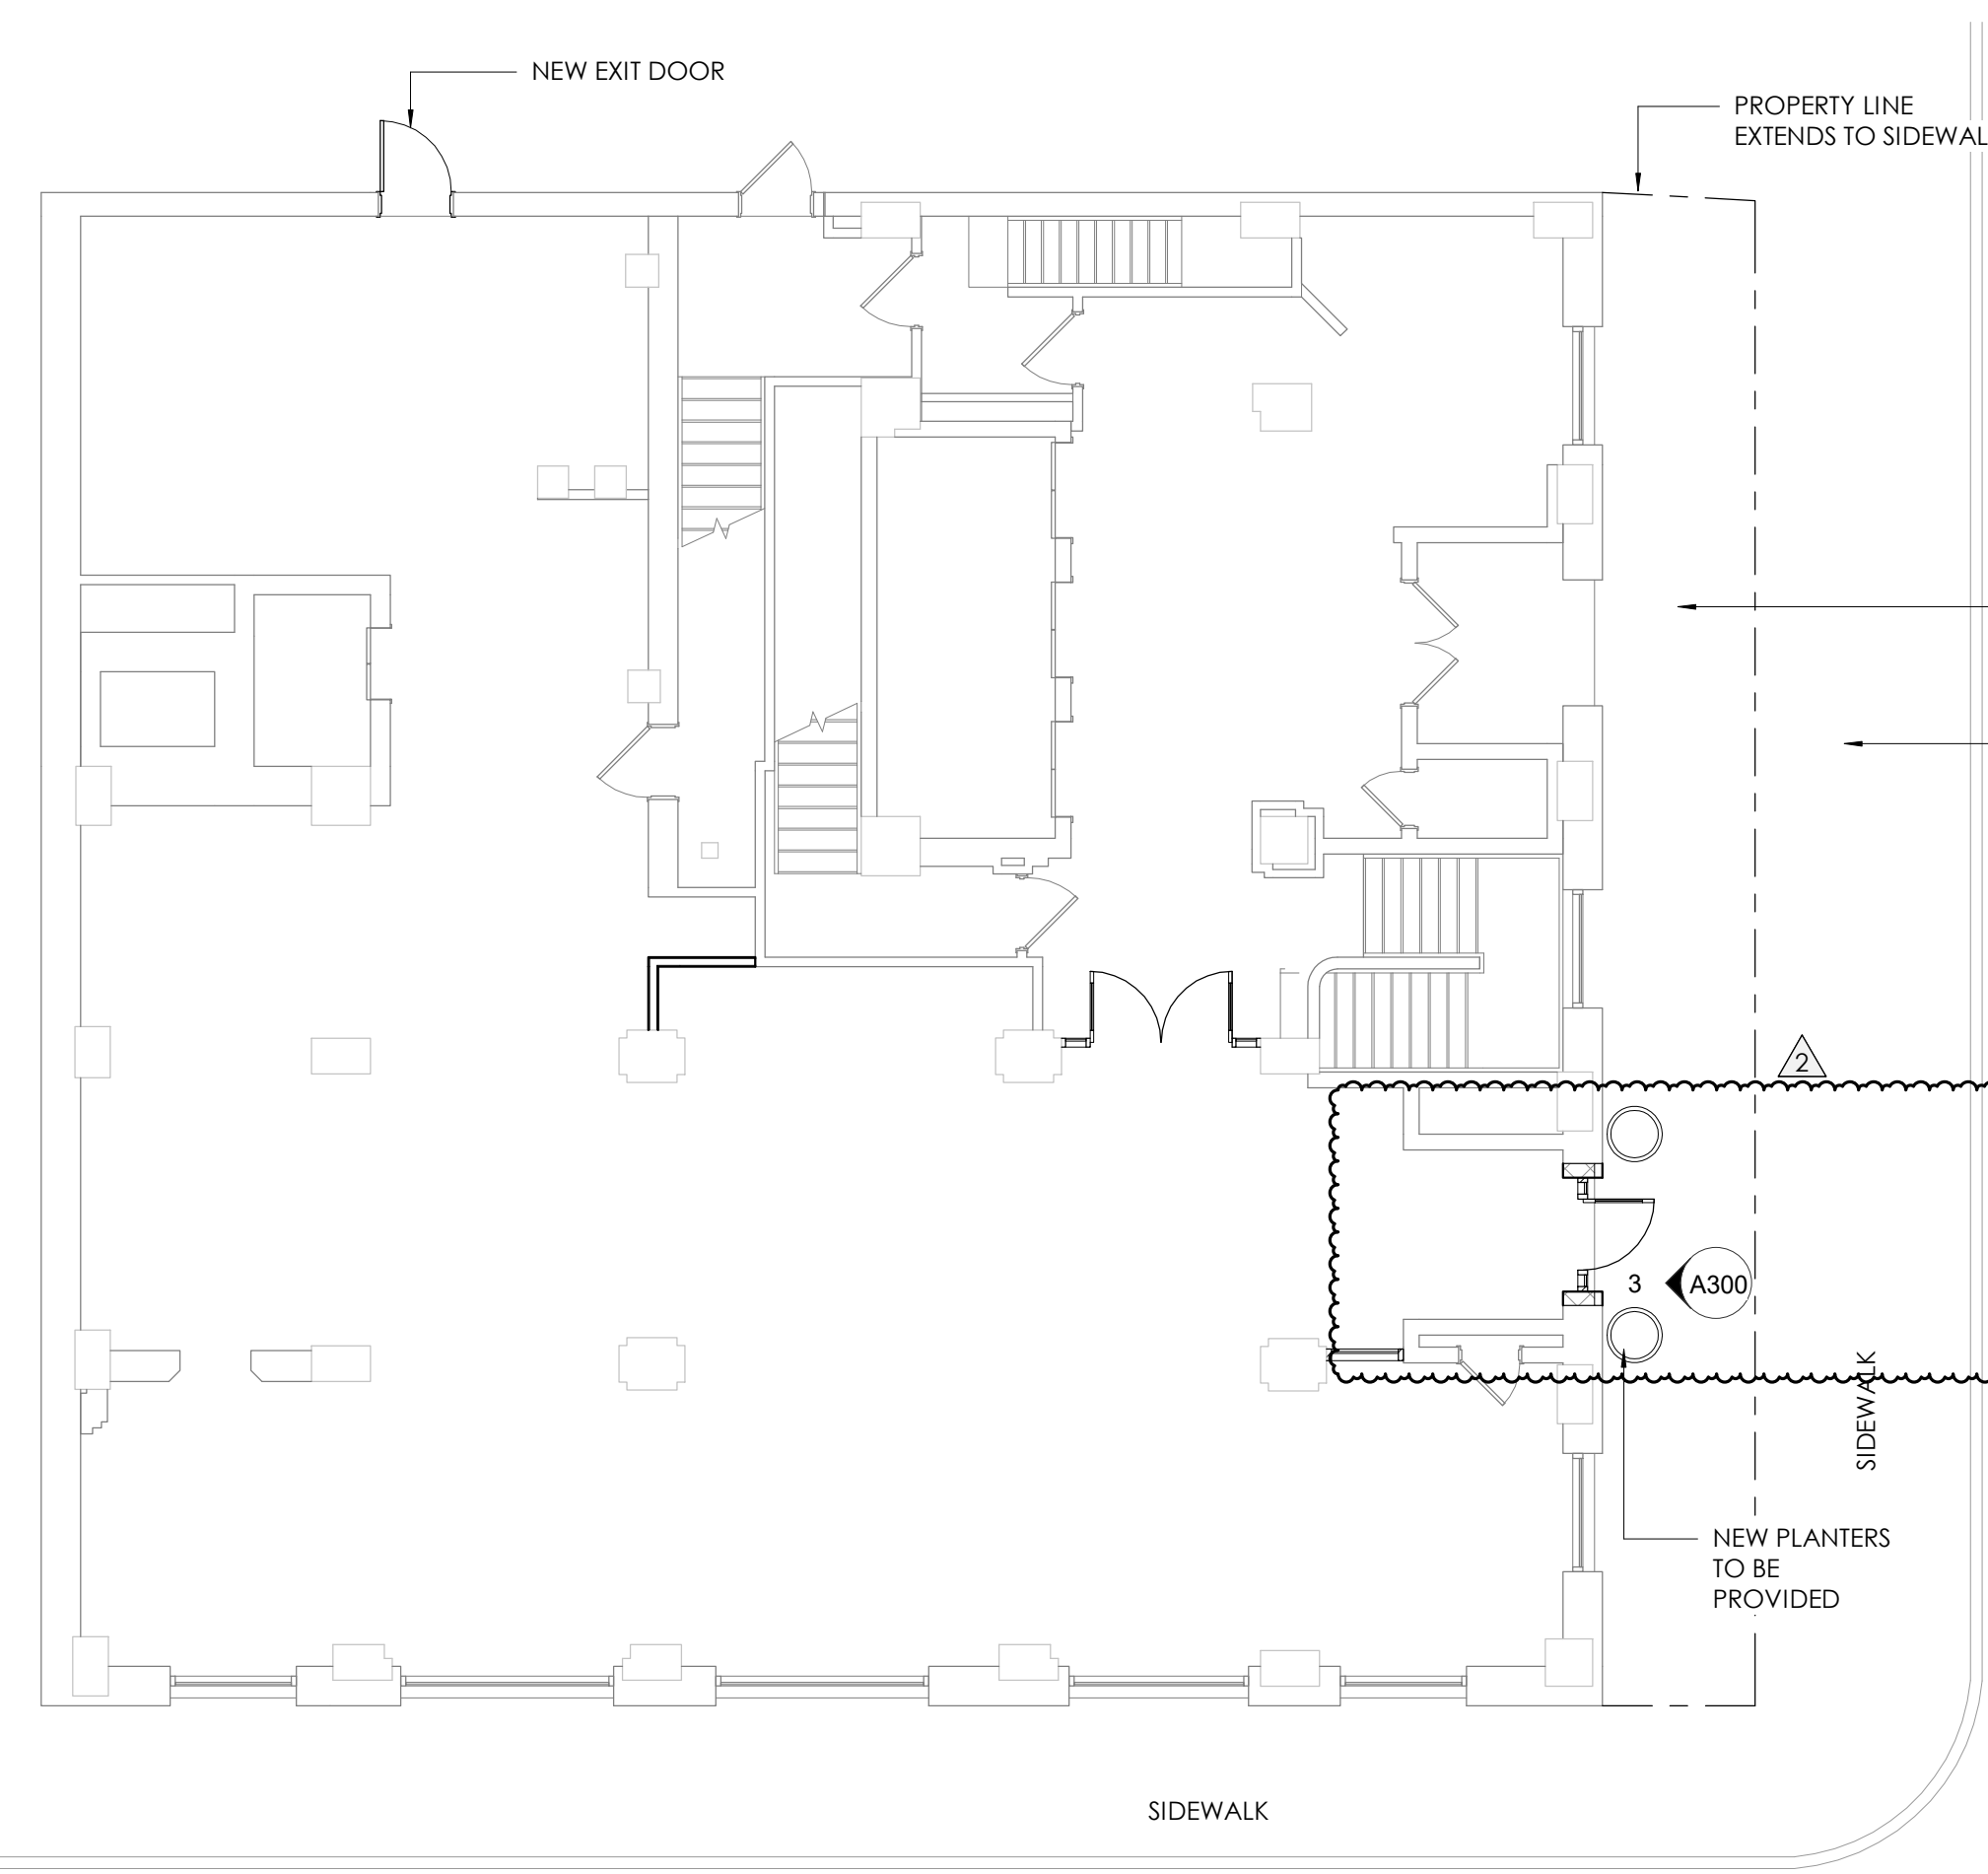 NEW EXIT DOOR
PROPERTY LINE
EXTENDS TO SIDEWAL
2
3
A300
SIDEWALK
NEW PLANTERS
TO BE
PROVIDED
SIDEWALK